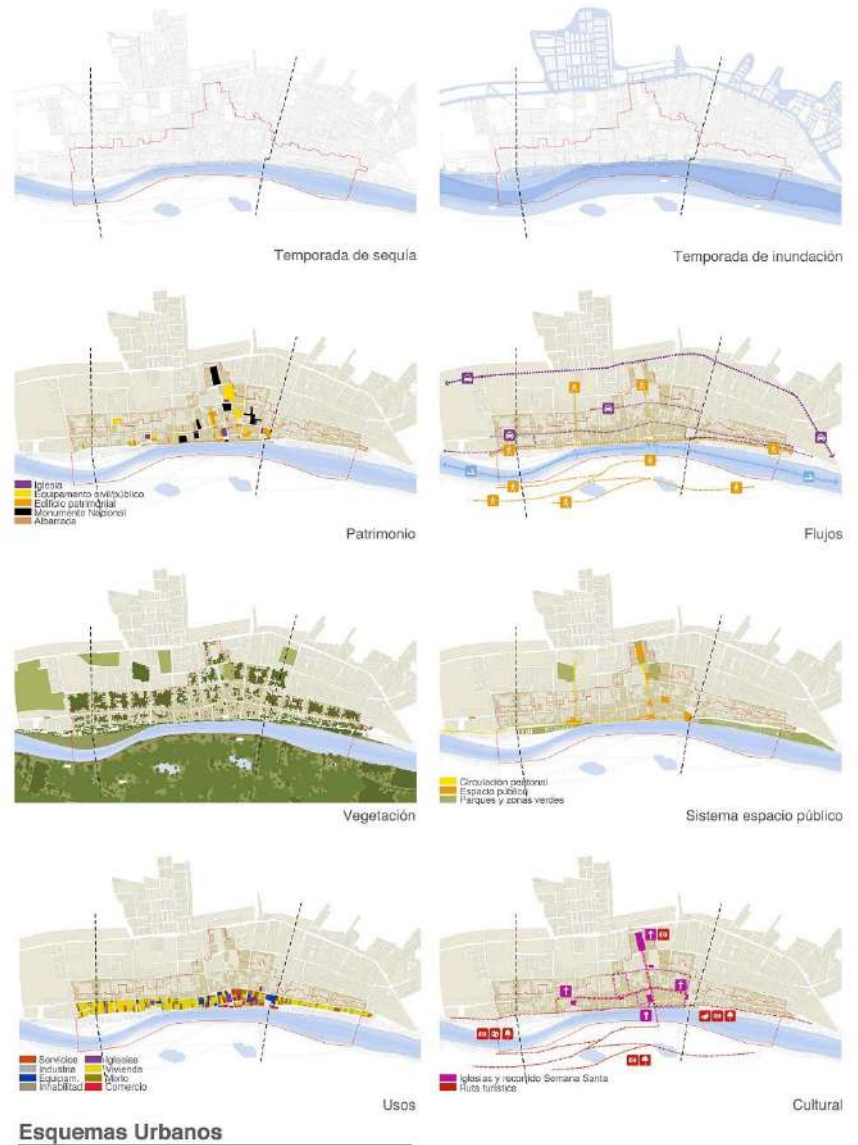 Temporada de sequía
Temporada de inundación
Iglesia
Equipamento civil/público
Edificio patrimonial
Monumento Nacional
Albarrada
Patrimonio
Flujos
Vegetación
Circulación peatonal
Espacio público
Parques y zonas verdes
Sistema espacio público
Servicios
Iglesias
Industria
Vivienda
Equipam.
Mixto
Inhabilitad
Comercio
Usos
Iglesias y recorrido Semana Santa
Ruta turística
Cultural
Esquemas Urbanos